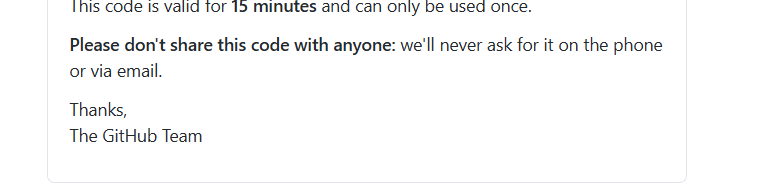 This code is valid for 15 minutes and can only be used once.
Please don't share this code with anyone: we'll never ask for it on the phone
or via email.
Thanks,
The GitHub Team